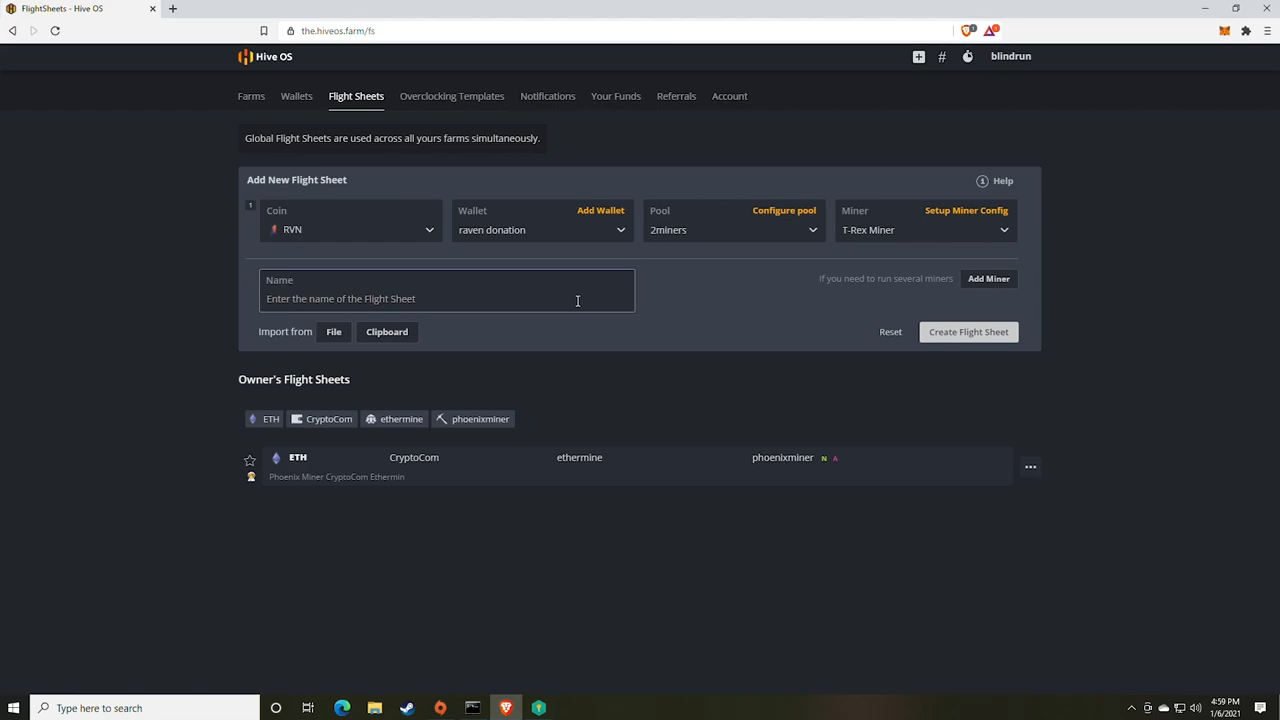 FlightSheets - Hive OS
the.hiveos.farm/fs
Hive OS
blindrun
Farms Wallets Flight Sheets Overclocking Templates Notifications Your Funds Referrals Account
Global Flight Sheets are used across all yours farms simultaneously.
Add New Flight Sheet
Help
1
Coin
RVN
Wallet Add Wallet
raven donation
Pool Configure pool
2miners
Miner Setup Miner Config
T-Rex Miner
Name
Enter the name of the Flight Sheet
If you need to run several miners Add Miner
Import from File Clipboard
Reset Create Flight Sheet
Owner's Flight Sheets
ETH CryptoCom ethermine phoenixminer
ETH CryptoCom ethermine phoenixminer N A
Phoenix Miner CryptoCom Ethermin
Type here to search
4:59 PM
1/6/2021